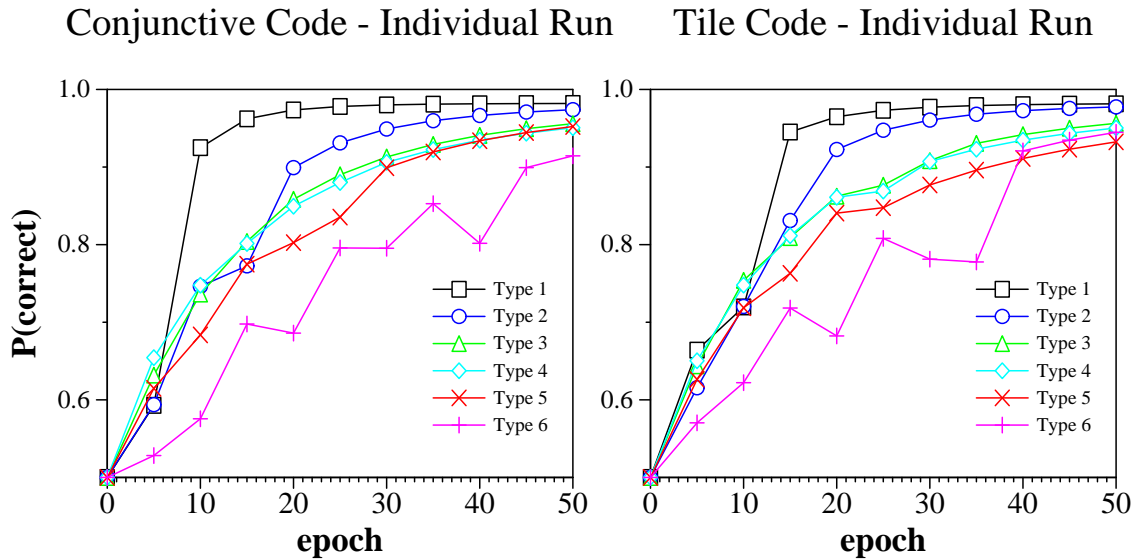 Conjunctive Code - Individual Run
P(correct)
1.0
0.8
0.6
0
10
20
30
40
50
epoch
Type 1
Type 2
Type 3
Type 4
Type 5
Type 6
Tile Code - Individual Run
1.0
0.8
0.6
0
10
20
30
40
50
epoch
Type 1
Type 2
Type 3
Type 4
Type 5
Type 6